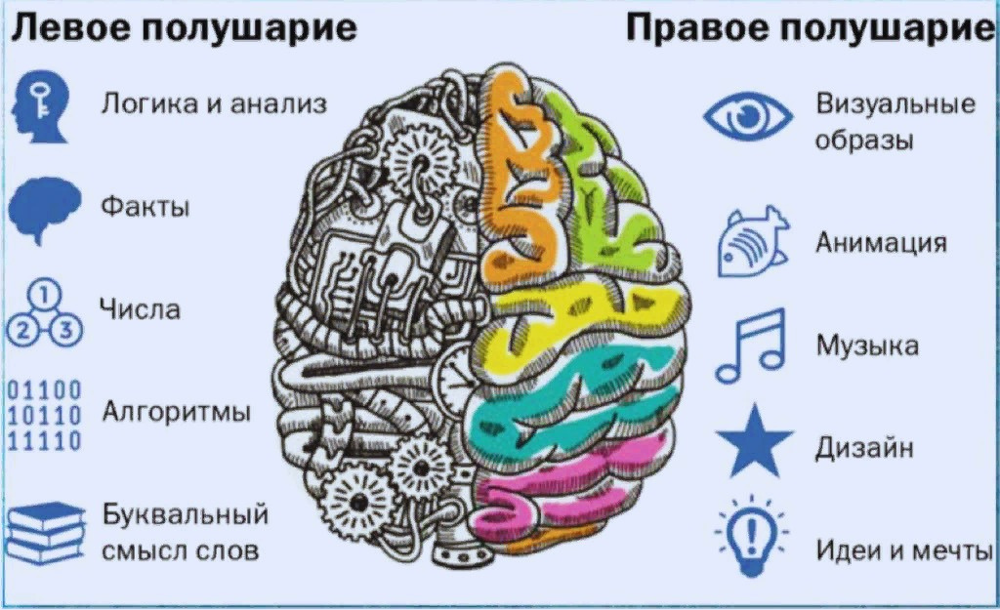 Левое полушарие
Логика и анализ
Факты
1
2 3
Числа
01100
10110
11110
Алгоритмы
Буквальный
смысл слов
Правое полушарие
Визуальные
образы
Анимация
Музыка
Дизайн
Идеи и мечты